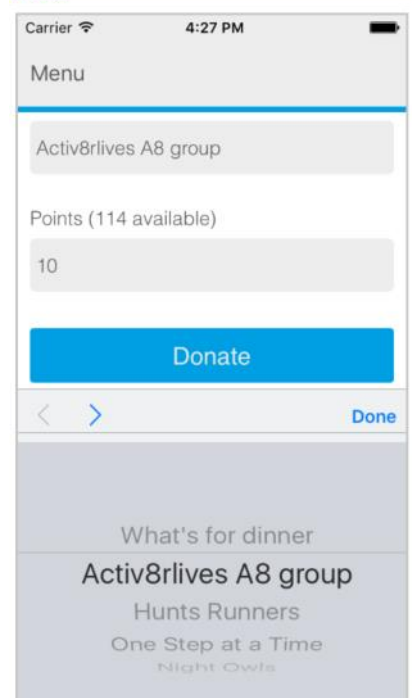 Carrier 4:27 PM
Menu
Activ8rlives A8 group
Points (114 available)
10
Donate
Done
What's for dinner
Activ8rlives A8 group
Hunts Runners
One Step at a Time
Night Owls